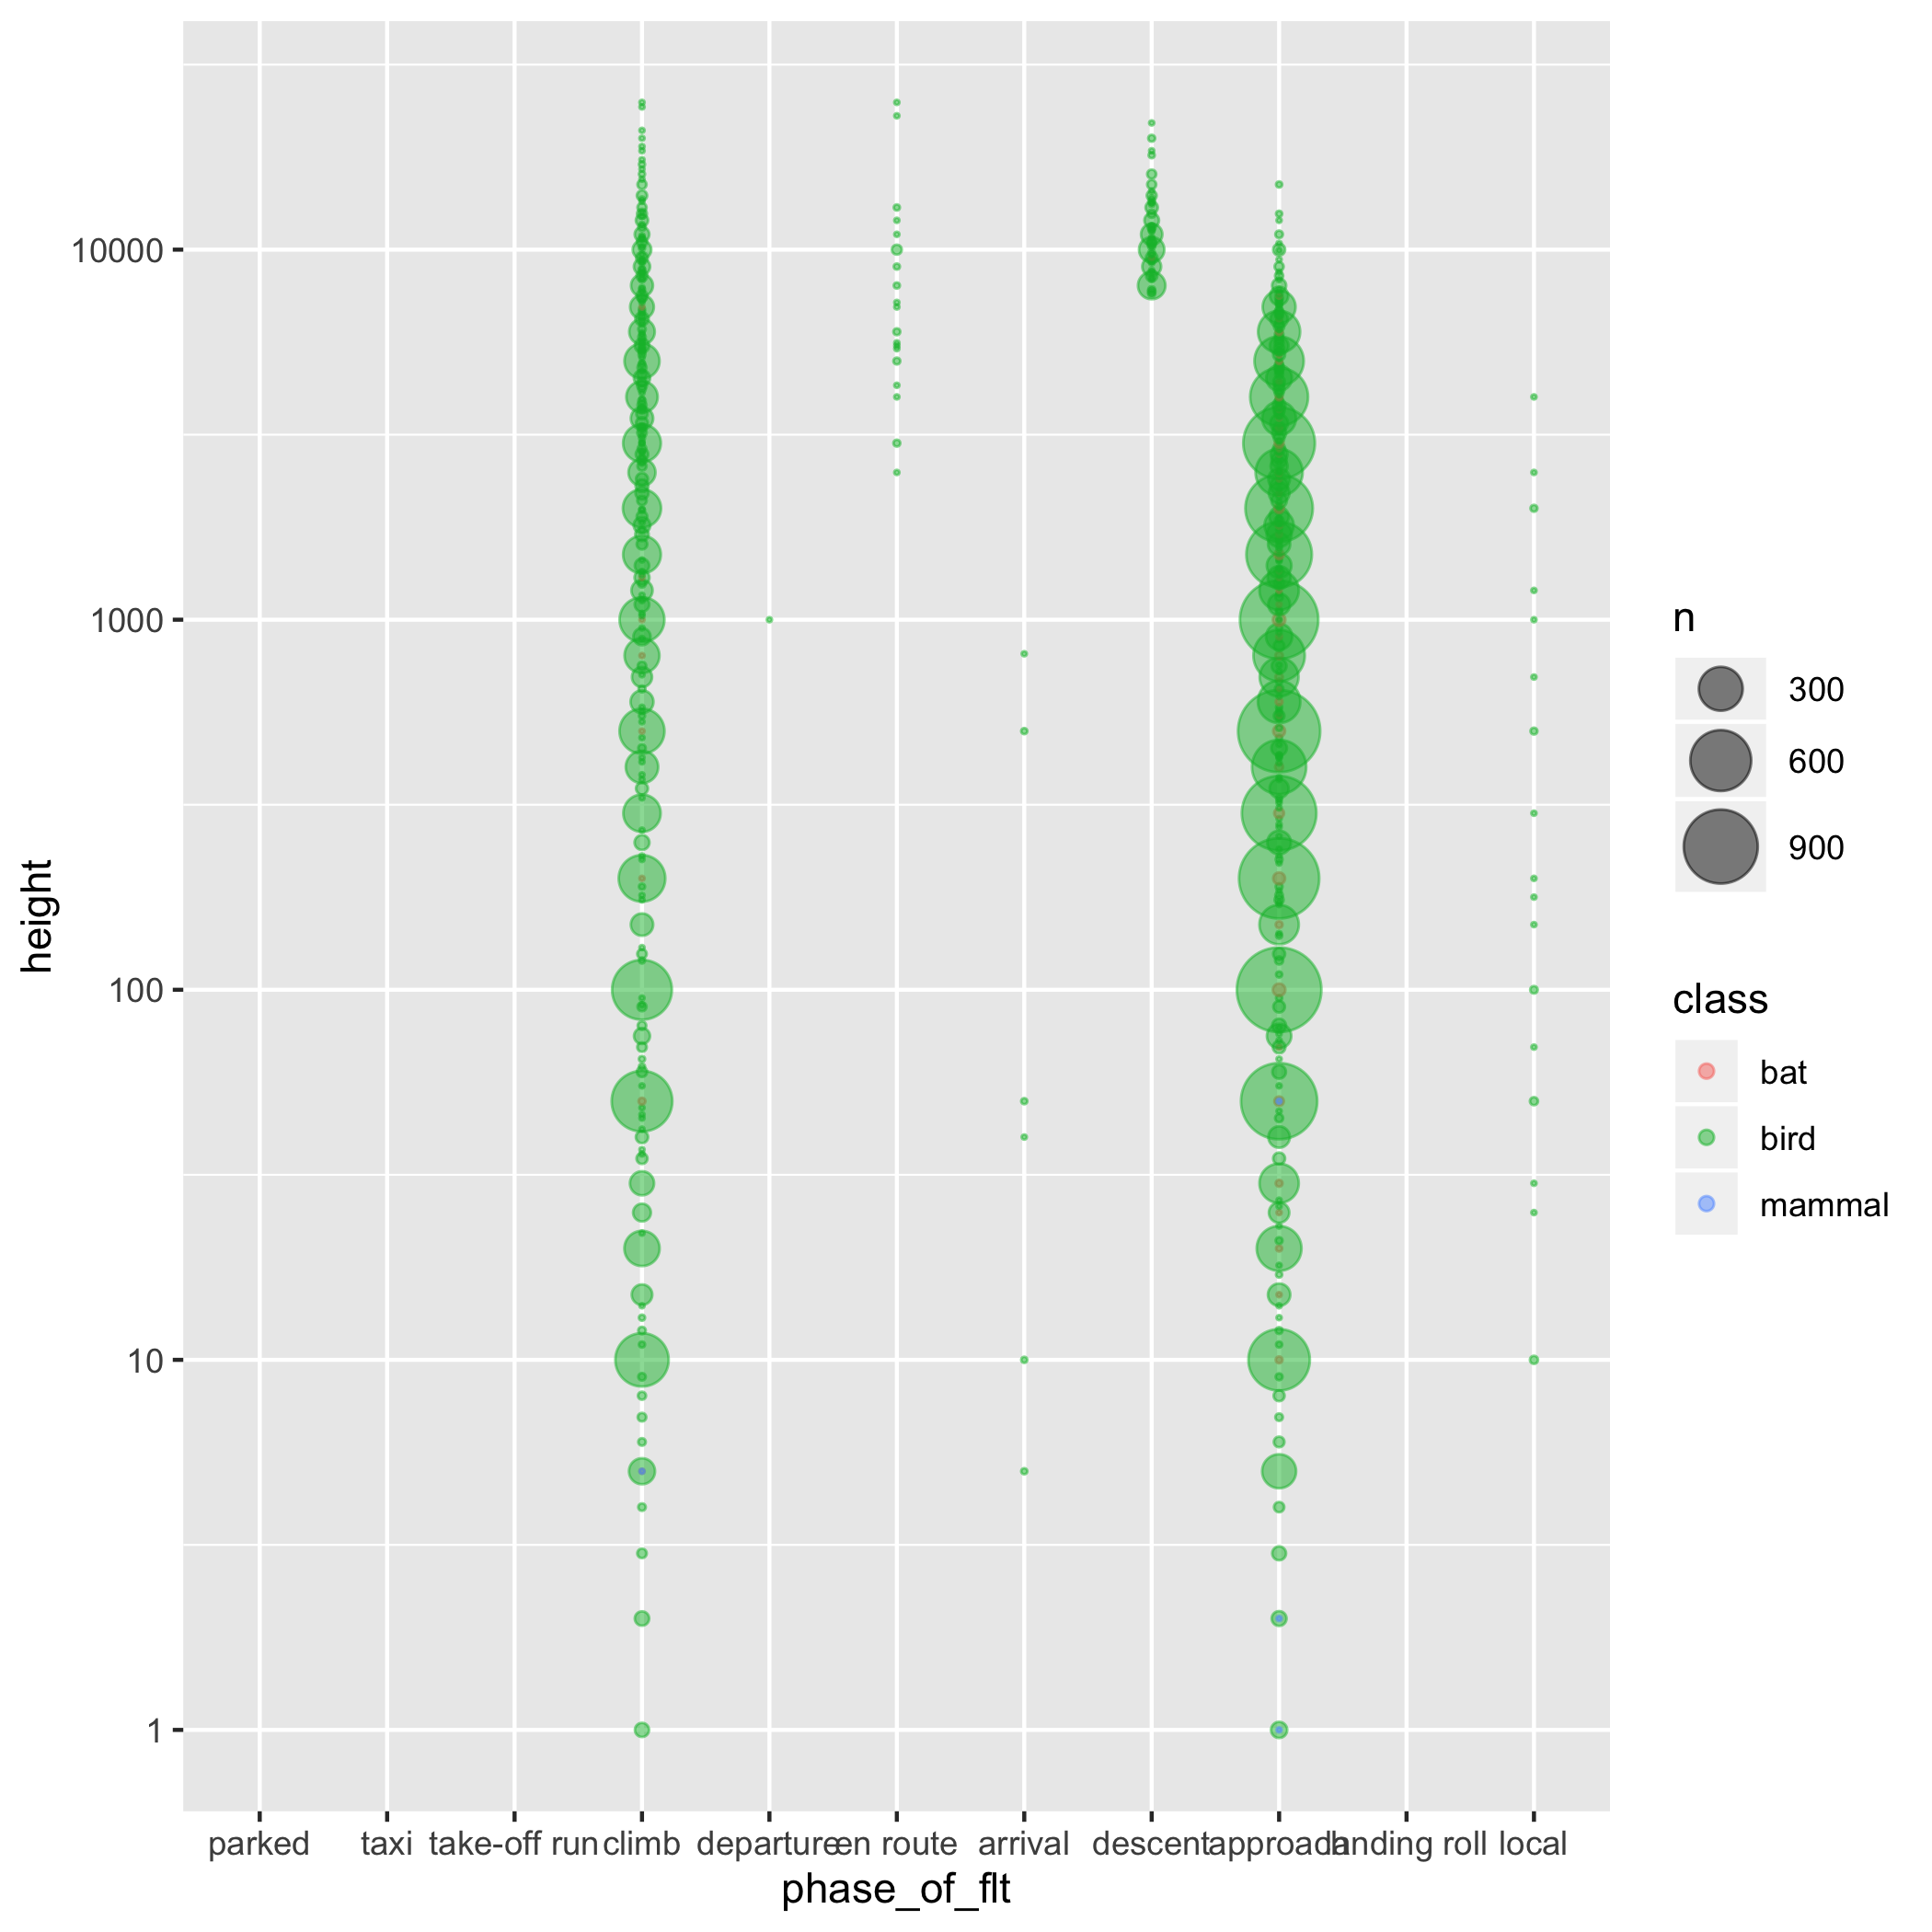 10000
1000
100
10
1
height
parked taxi take-off run climb departure en route arrival descent approach landing roll local
phase_of_flt
n
300
600
900
class
bat
bird
mammal